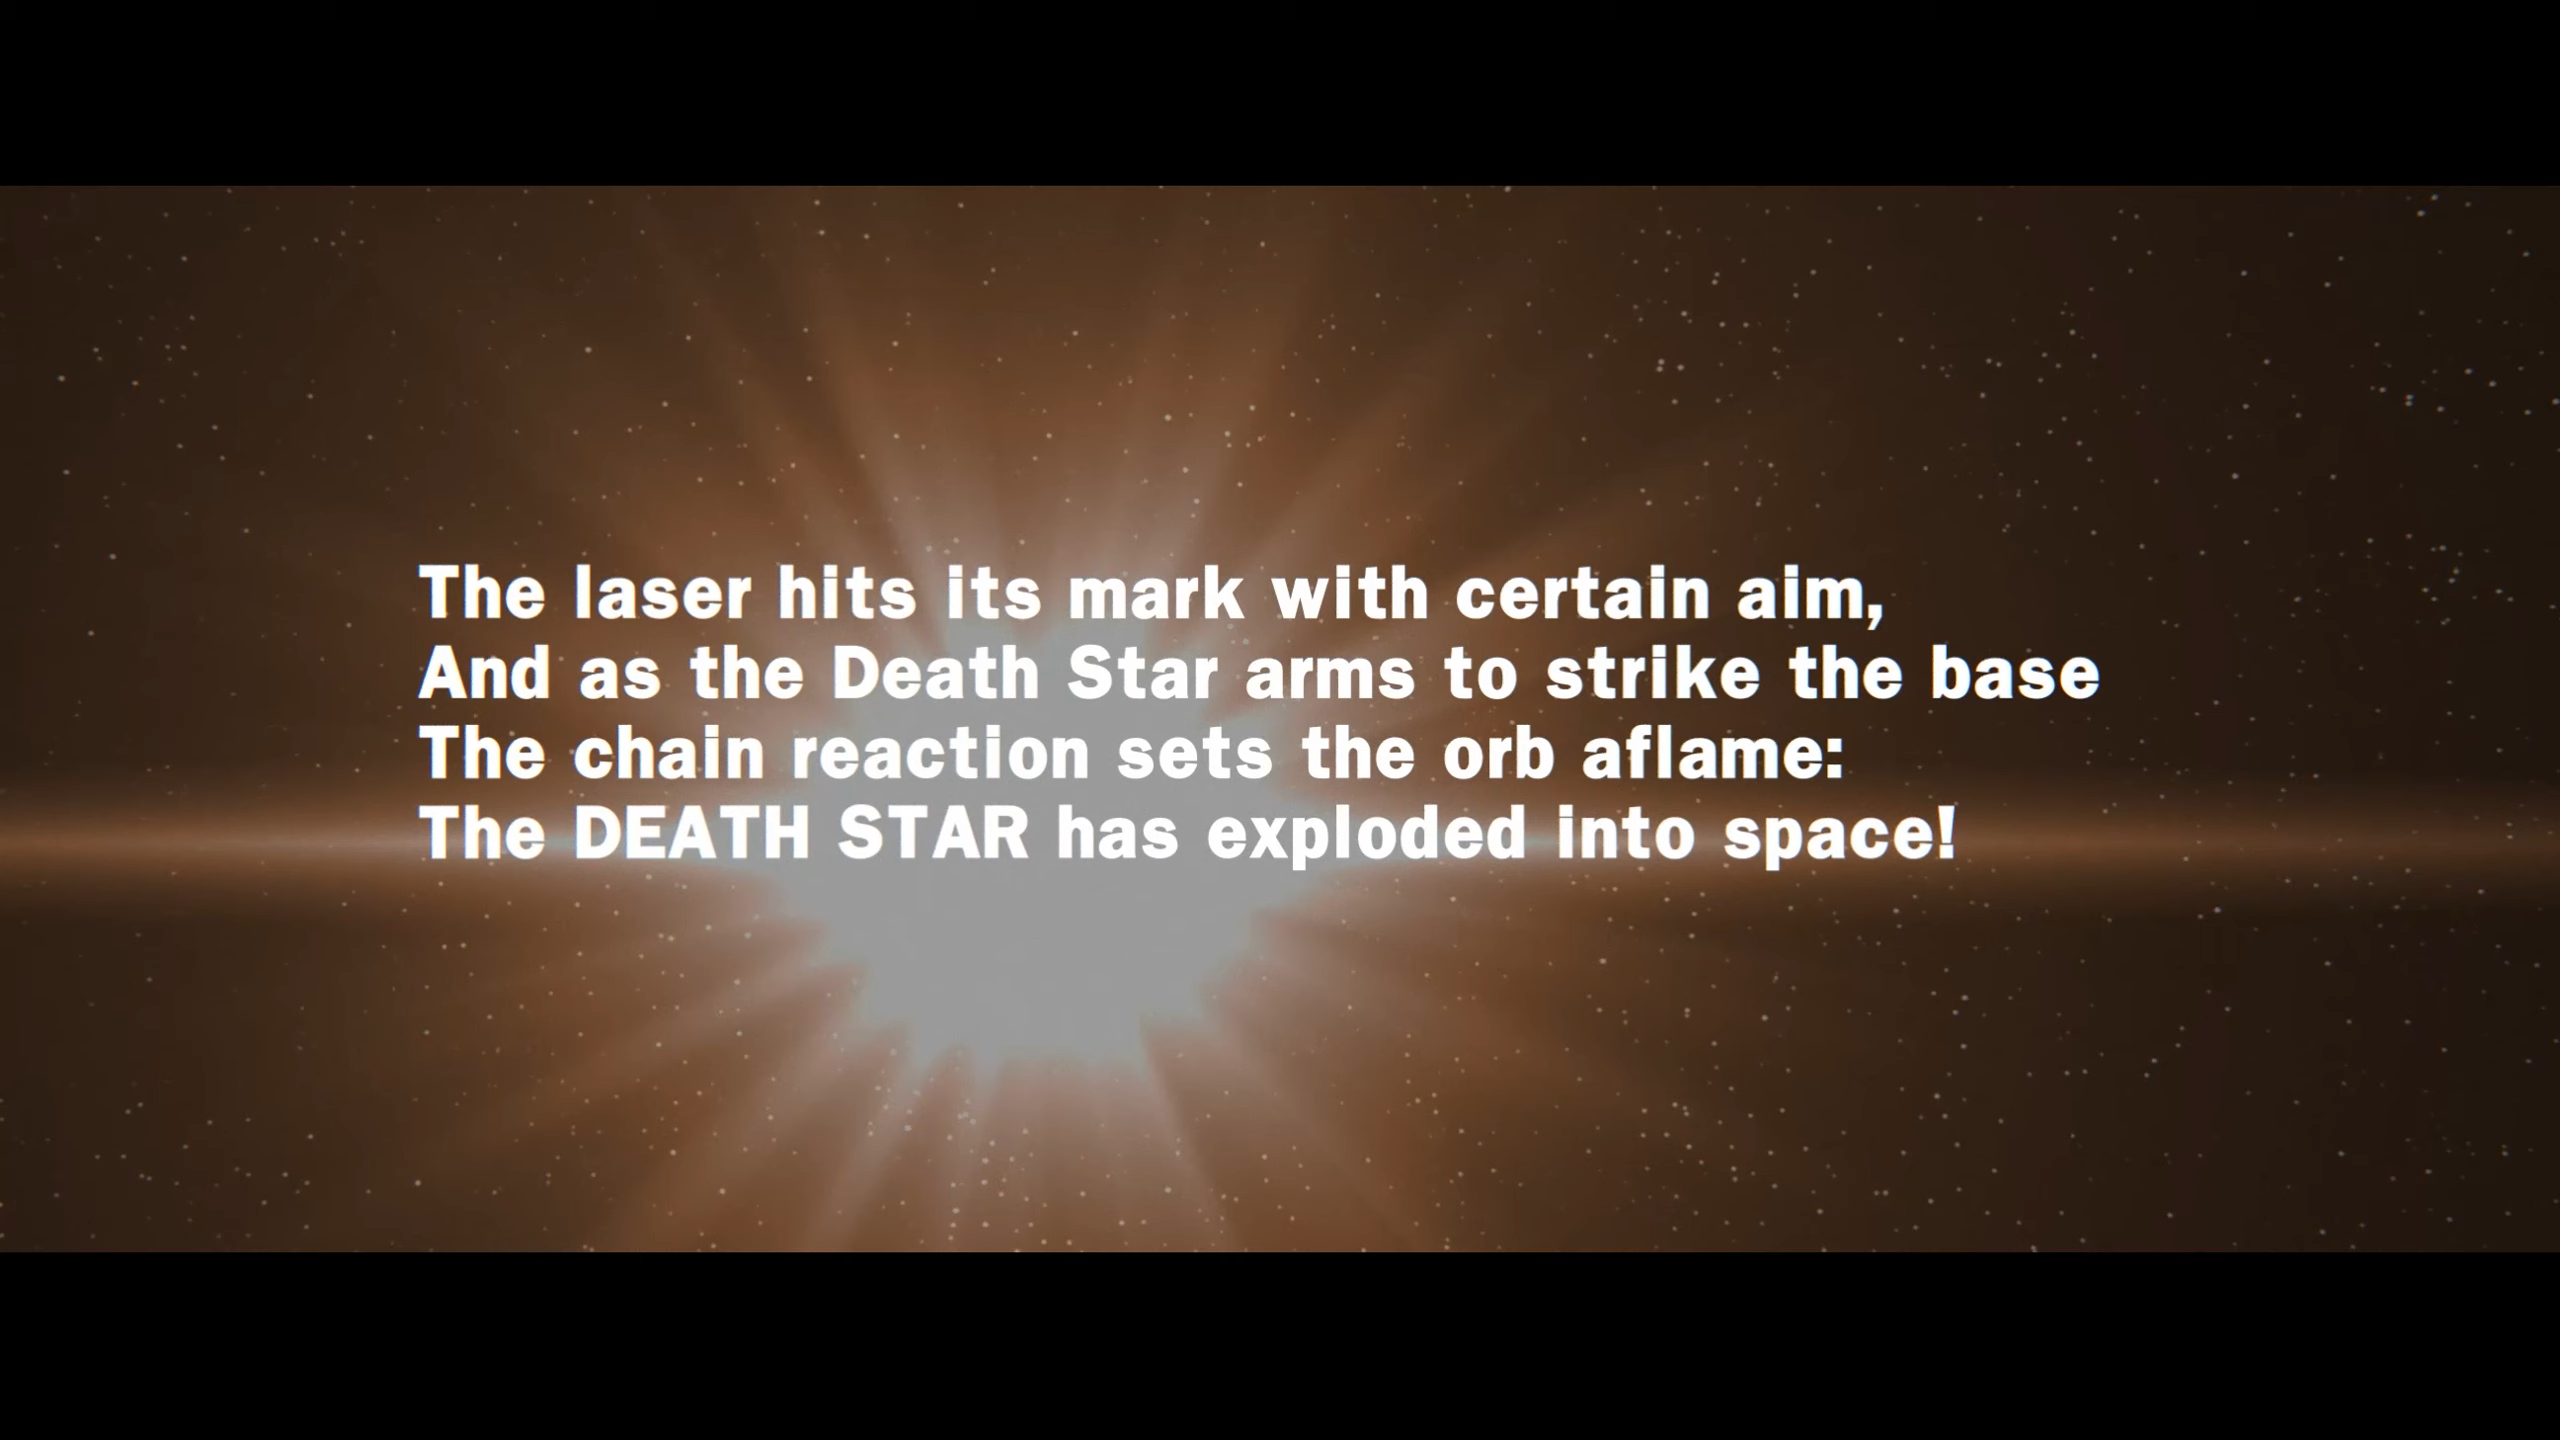 The laser hits its mark with certain aim,
And as the Death Star arms to strike the base
The chain reaction sets the orb aflame:
The DEATH STAR has exploded into space!